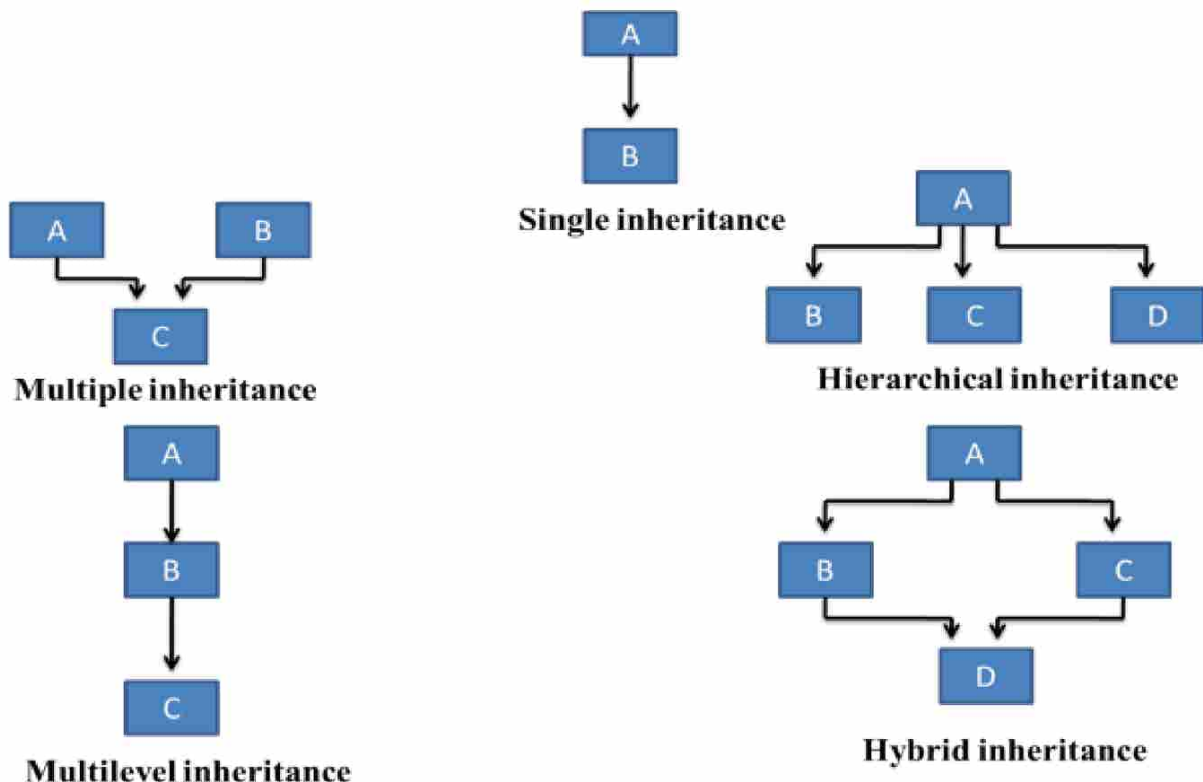 A
B
Single inheritance
A
B
C
Multiple inheritance
A
B
C
D
Hierarchical inheritance
A
B
C
Multilevel inheritance
A
B
C
D
Hybrid inheritance